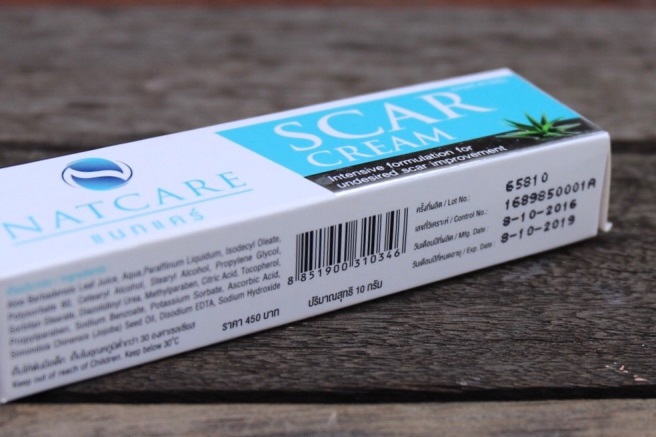 SCAR
CREAM
Intensive formulation for
undesired scar improvement
NATCARE
แนทแคร์
Aloe Barbadensis Leaf Juice, Aqua, Paraffinum Liquidum, Isodecyl Oleate,
Polysorbate 60, Cetearyl Alcohol, Stearyl Alcohol, Propylene Glycol,
Sorbitan Stearate, Diazolidinyl Urea, Methylparaben, Citric Acid, Tocopherol,
Propylparaben, Sodium Benzoate, Potassium Sorbate, Ascorbic Acid,
Simmondsia Chinensis (Jojoba) Seed Oil, Disodium EDTA, Sodium Hydroxide
ราคา 450 บาท
Keep out of reach of Children. Keep below 30°C
8 851900 310346
ปริมาณสุทธิ 10 กรัม
ครั้งที่ผลิต / Lot No.: 65810
เลขที่วิเคราะห์ / Control No.: 1689850001A
วันเดือนปีที่ผลิต / Mfg. Date: 8-10-2016
วันเดือนปีที่หมดอายุ / Exp. Date: 8-10-2019